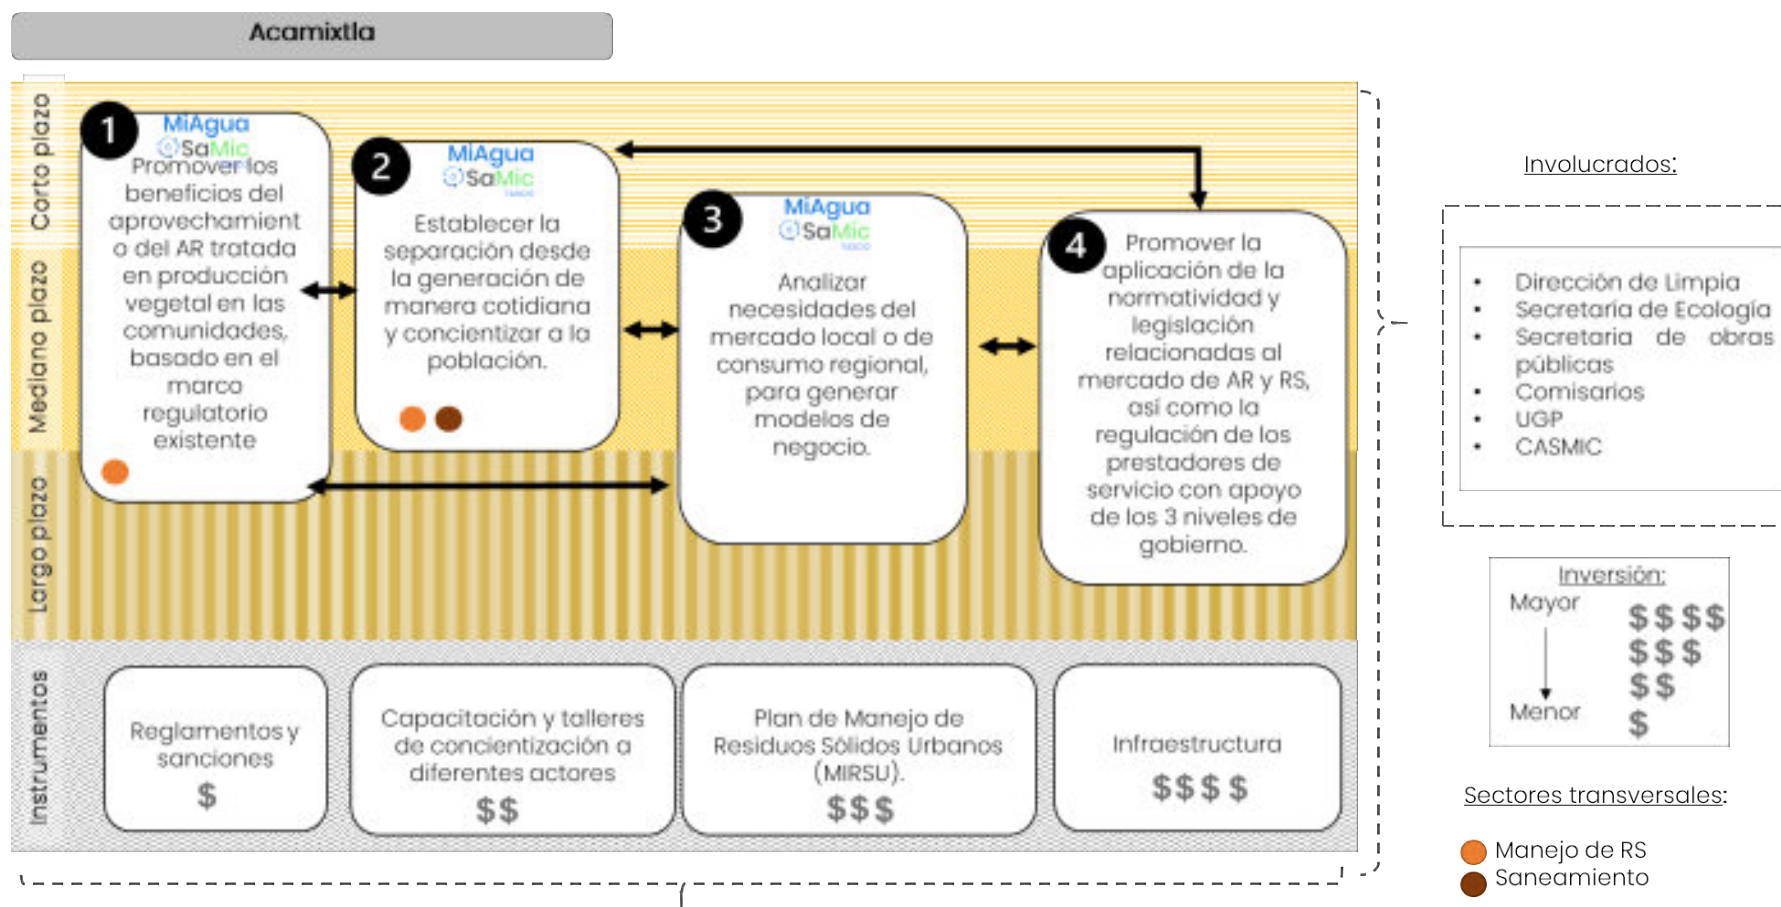 Acamixtla
Corto plazo
Mediano plazo
Largo plazo
Instrumentos
1
MiAgua
SaMic
Promover los
beneficios del
aprovechamient
o del AR tratada
en producción
vegetal en las
comunidades,
basado en el
marco
regulatorio
existente
2
MiAgua
SaMic
Establecer la
separación desde
la generación de
manera cotidiana
y concientizar a la
población.
3
MiAgua
SaMic
Analizar
necesidades del
mercado local o de
consumo regional,
para generar
modelos de
negocio.
4
Promover la
aplicación de la
normatividad y
legislación
relacionadas al
mercado de AR y RS,
así como la
regulación de los
prestadores de
servicio con apoyo
de los 3 niveles de
gobierno.
Reglamentos y
sanciones
$
Capacitación y talleres
de concientización a
diferentes actores
$$
Plan de Manejo de
Residuos Sólidos Urbanos
(MIRSU).
$$$
Infraestructura
$$$$
Involucrados:
• Dirección de Limpia
• Secretaría de Ecología
• Secretaria de obras
públicas
• Comisarios
• UGP
• CASMIC
Inversión:
Mayor
$$$$
$$$
$$
Menor
$
Sectores transversales:
Manejo de RS
Saneamiento